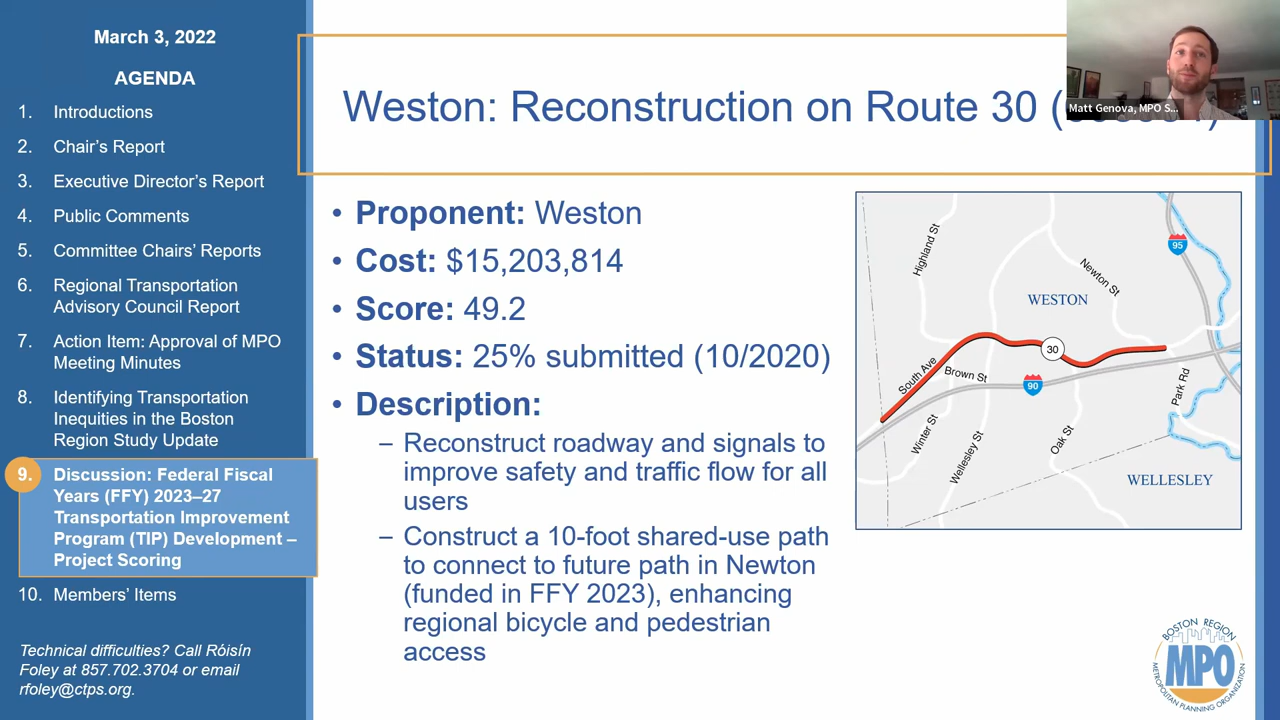 March 3, 2022
AGENDA
1. Introductions
2. Chair's Report
3. Executive Director's Report
4. Public Comments
5. Committee Chairs' Reports
6. Regional Transportation
Advisory Council Report
7. Action Item: Approval of MPO
Meeting Minutes
8. Identifying Transportation
Inequities in the Boston
Region Study Update
9. Discussion: Federal Fiscal
Years (FFY) 2023–27
Transportation Improvement
Program (TIP) Development –
Project Scoring
10. Members' Items
Technical difficulties? Call Róisín
Foley at 857.702.3704 or email
rfoley@ctps.org.
Weston: Reconstruction on Route 30 (
Matt Genova, MPO S...
• Proponent: Weston
• Cost: $15,203,814
• Score: 49.2
• Status: 25% submitted (10/2020)
• Description:
– Reconstruct roadway and signals to
improve safety and traffic flow for all
users
– Construct a 10-foot shared-use path
to connect to future path in Newton
(funded in FFY 2023), enhancing
regional bicycle and pedestrian
access
Highland St
95
Newton St
WESTON
30
South Ave
Brown St
90
Park Rd
Winter St
Wellesley St
Oak St
WELLESLEY
BOSTON REGION
MPO
METROPOLITAN PLANNING ORGANIZATION